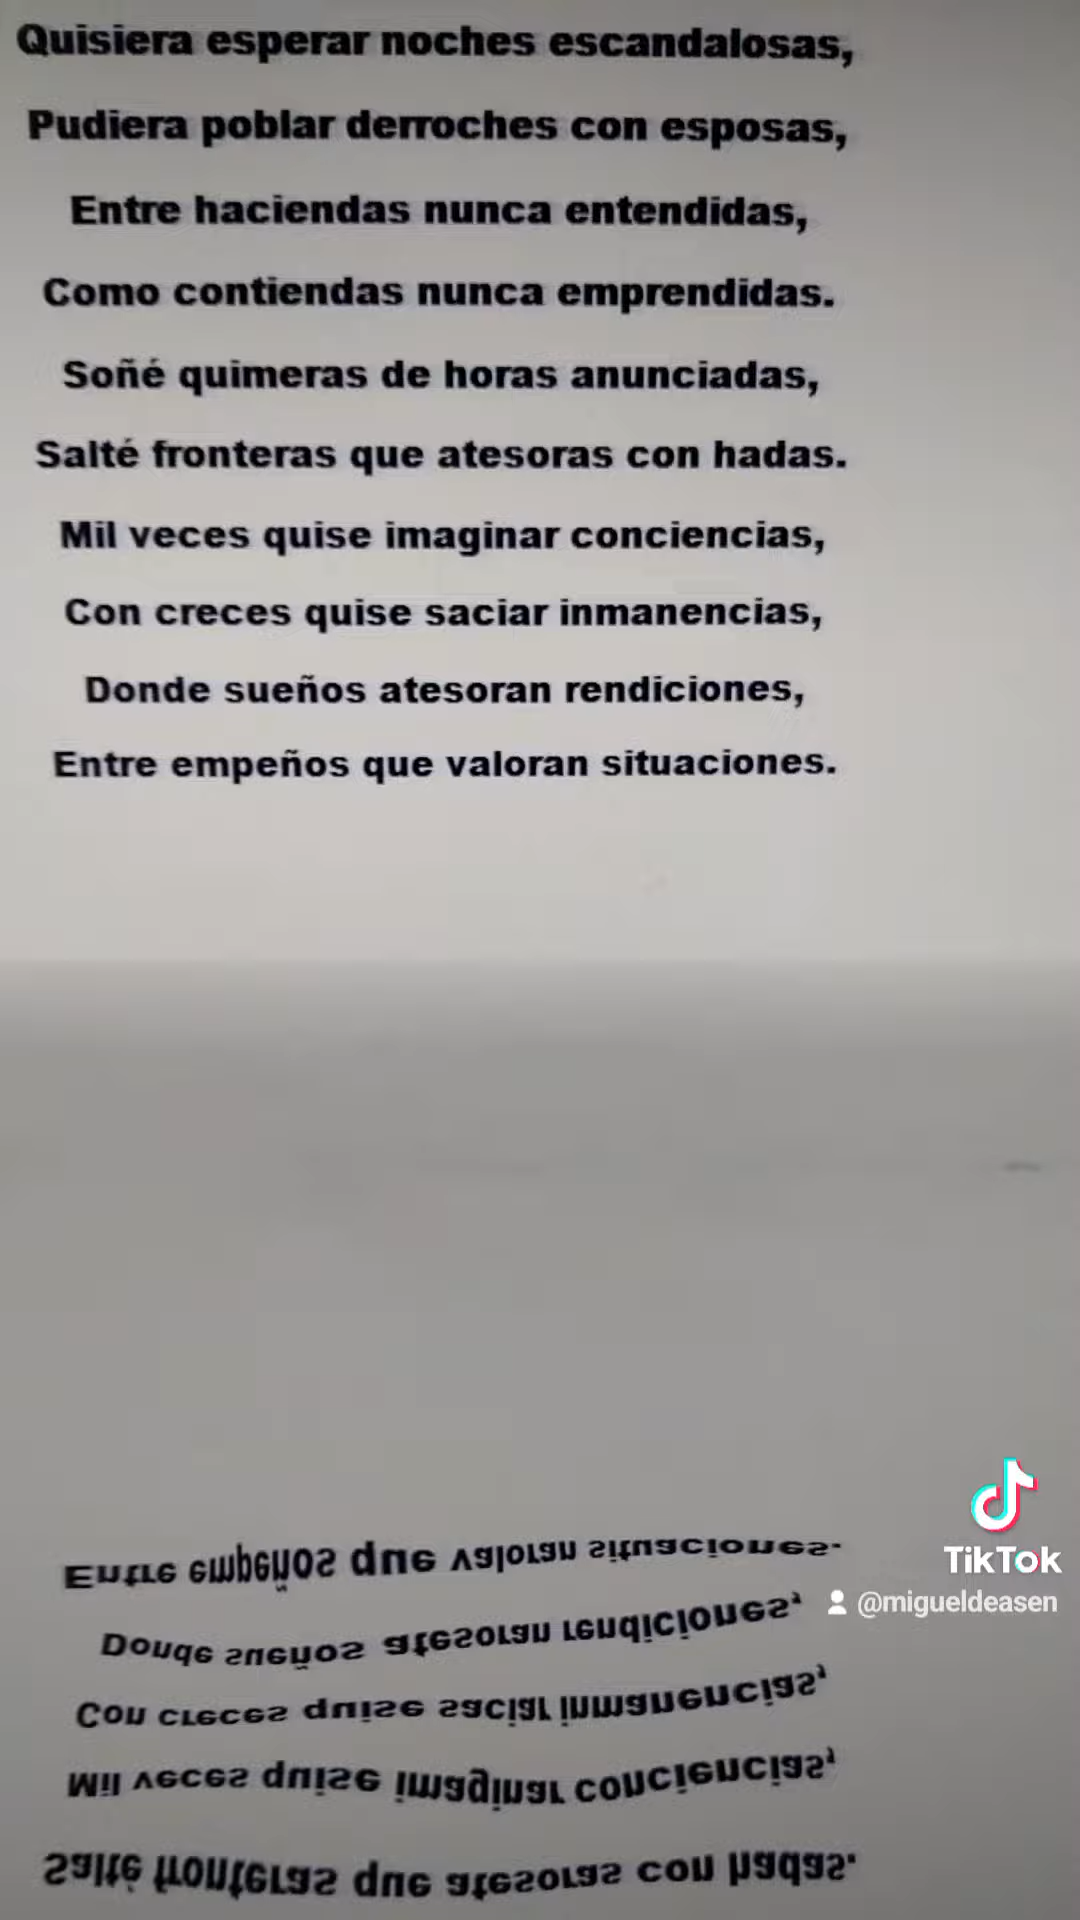 Quisiera esperar noches escandalosas,
Pudiera poblar derroches con esposas,
Entre haciendas nunca entendidas,
Como contiendas nunca emprendidas.
Soñé quimeras de horas anunciadas,
Salté fronteras que atesoras con hadas.
Mil veces quise imaginar conciencias,
Con creces quise saciar inmanencias,
Donde sueños atesoran rendiciones,
Entre empeños que valoran situaciones.
TikTok
@migueldeasen
Entre empeños que valoran situaciones.
Donde sueños atesoran rendiciones,
Con creces quise saciar inmanencias,
Mil veces quise imaginar conciencias,
Salté fronteras que atesoras con hadas.